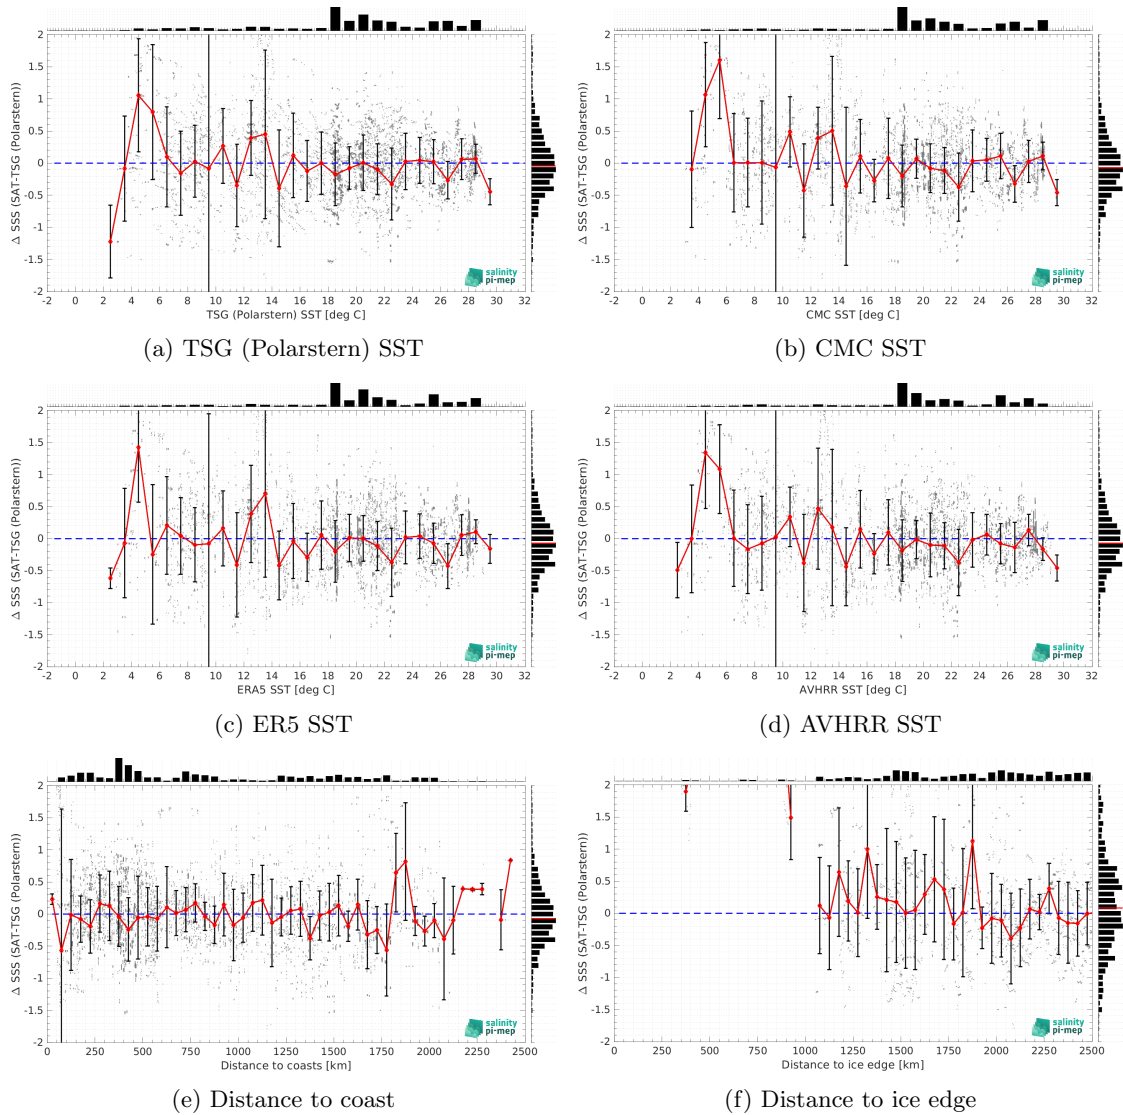 2
1.5
1
0.5
0
-0.5
-1
-1.5
-2
Δ SSS (SAT-TSG (Polarstern))
-2 0 2 4 6 8 10 12 14 16 18 20 22 24 26 28 30 32
TSG (Polarstern) SST [deg C]
salinity
pi-mep
(a) TSG (Polarstern) SST
2
1.5
1
0.5
0
-0.5
-1
-1.5
-2
Δ SSS (SAT-TSG (Polarstern))
-2 0 2 4 6 8 10 12 14 16 18 20 22 24 26 28 30 32
CMC SST [deg C]
salinity
pi-mep
(b) CMC SST
2
1.5
1
0.5
0
-0.5
-1
-1.5
-2
Δ SSS (SAT-TSG (Polarstern))
-2 0 2 4 6 8 10 12 14 16 18 20 22 24 26 28 30 32
ERA5 SST [deg C]
salinity
pi-mep
(c) ER5 SST
2
1.5
1
0.5
0
-0.5
-1
-1.5
-2
Δ SSS (SAT-TSG (Polarstern))
-2 0 2 4 6 8 10 12 14 16 18 20 22 24 26 28 30 32
AVHRR SST [deg C]
salinity
pi-mep
(d) AVHRR SST
2
1.5
1
0.5
0
-0.5
-1
-1.5
-2
Δ SSS (SAT-TSG (Polarstern))
0 250 500 750 1000 1250 1500 1750 2000 2250 2500
Distance to coasts [km]
salinity
pi-mep
(e) Distance to coast
2
1.5
1
0.5
0
-0.5
-1
-1.5
-2
Δ SSS (SAT-TSG (Polarstern))
0 250 500 750 1000 1250 1500 1750 2000 2250 2500
Distance to ice edge [km]
salinity
pi-mep
(f) Distance to ice edge